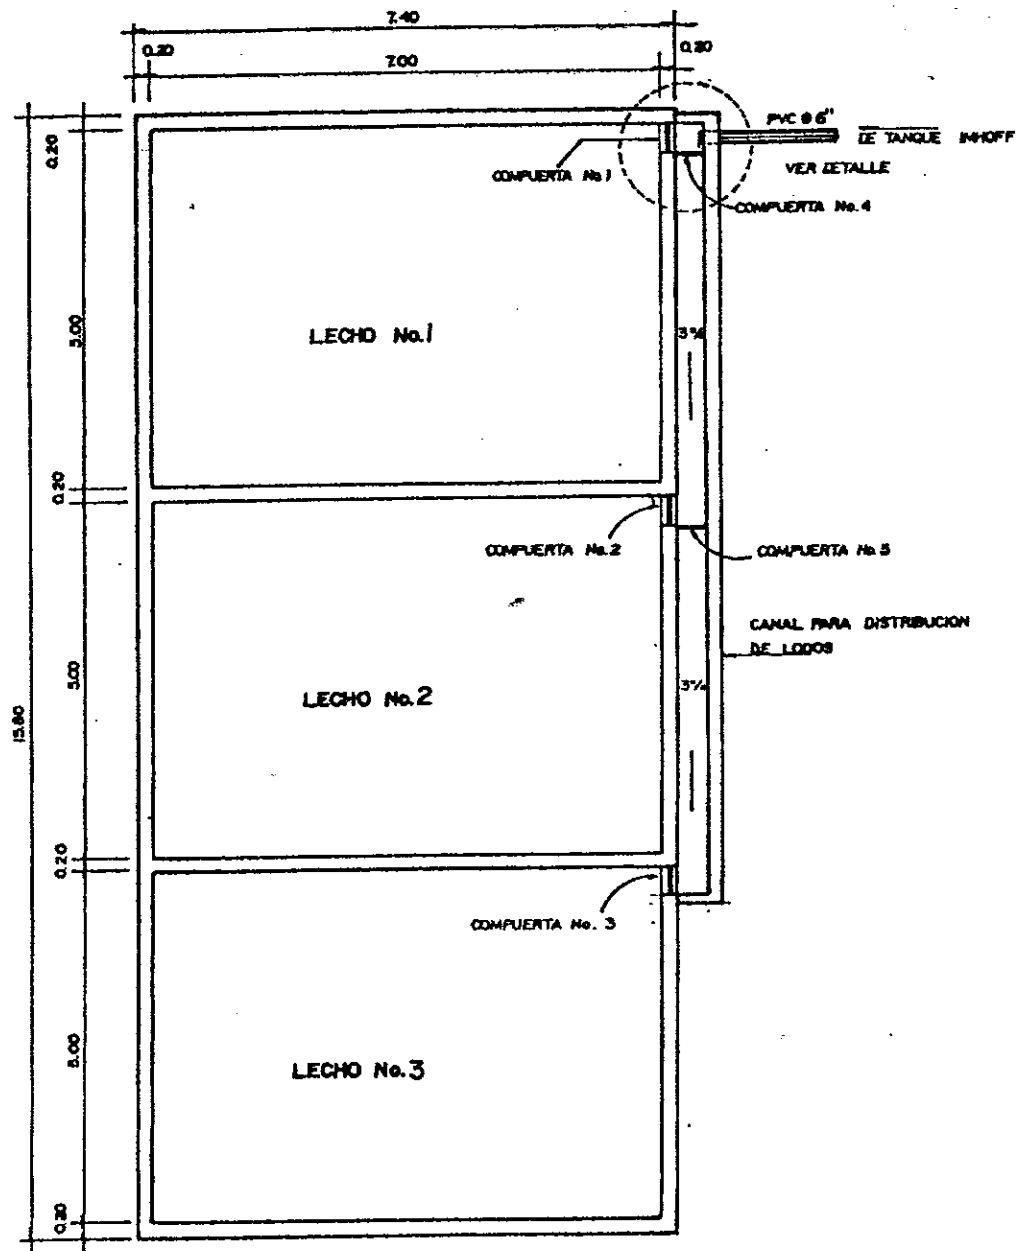 7.40
0.20
0.20
7.00
PVC Ø 6"
DE TANQUE IMHOFF
VER DETALLE
0.20
COMPUERTA No.1
COMPUERTA No.4
5.00
LECHO No.1
3%
0.20
COMPUERTA No.2
COMPUERTA No.5
CANAL PARA DISTRIBUCION
DE LODOS
5.00
LECHO No.2
3%
15.80
0.20
COMPUERTA No. 3
5.00
LECHO No.3
0.20